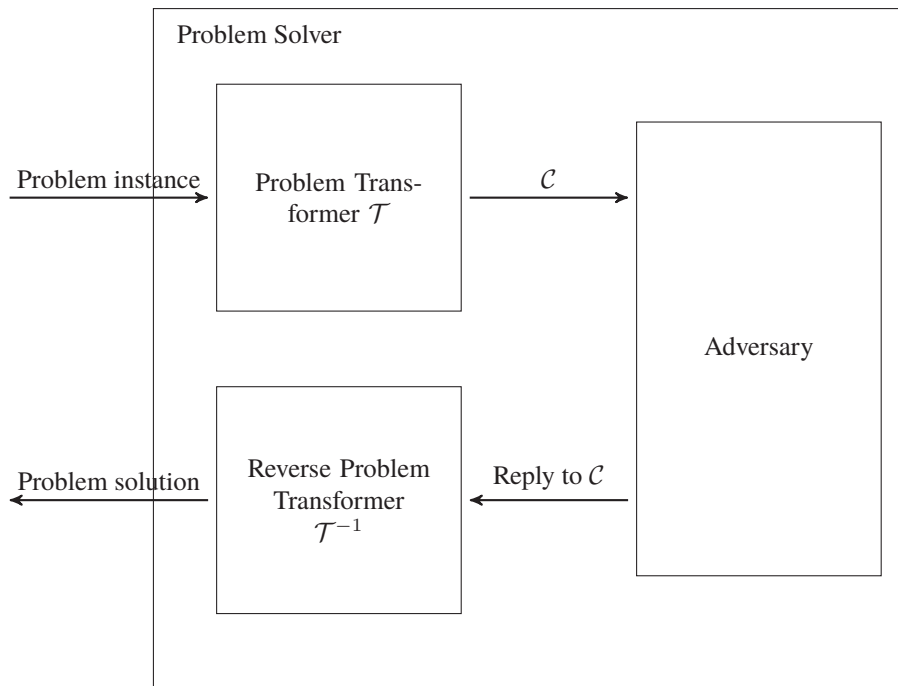 Problem Solver
Problem instance
Problem Trans-
former 𝒯
𝒞
Adversary
Problem solution
Reverse Problem
Transformer
𝒯⁻¹
Reply to 𝒞